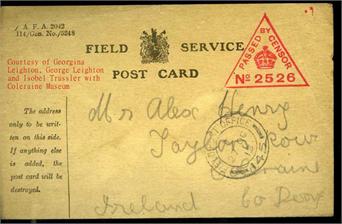 A. F. A. 2042
114/Gen. No./5248
FIELD SERVICE
POST CARD
PASSED BY CENSOR
No 2526
Courtesy of Georgina
Leighton, George Leighton
and Isobel Trussler with
Coleraine Museum
The address
only to be writ-
ten on this side.
If anything else
is added, the
post card will be
destroyed.
Mrs Alex Henry
Taylors Row
Ireland Co Derry